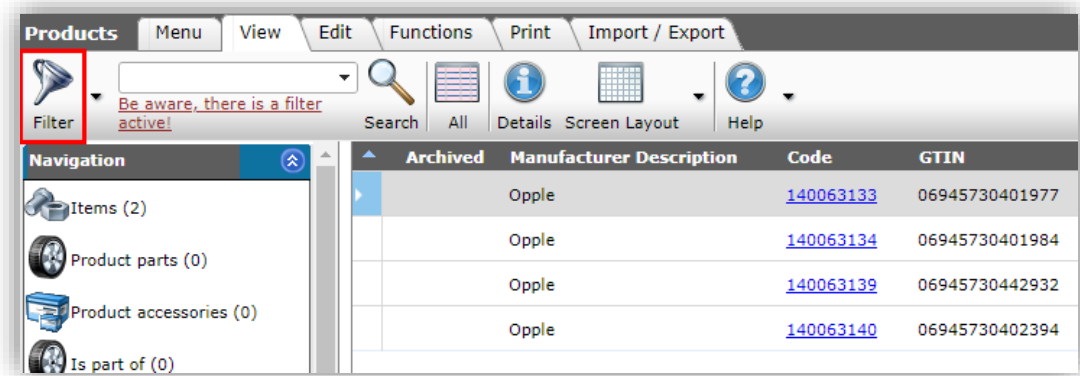 Products Menu View Edit Functions Print Import / Export
Be aware, there is a filter
active!
Filter Search All Details Screen Layout Help
Navigation
Items (2)
Product parts (0)
Product accessories (0)
Is part of (0)
Archived Manufacturer Description Code GTIN
Opple 140063133 06945730401977
Opple 140063134 06945730401984
Opple 140063139 06945730442932
Opple 140063140 06945730402394